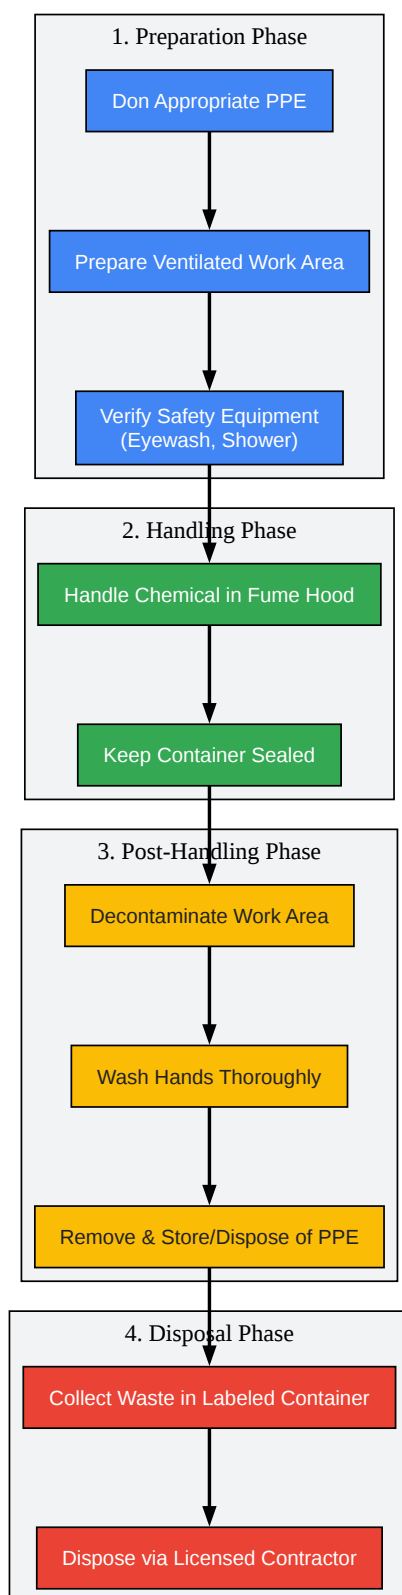 1. Preparation Phase
Don Appropriate PPE
Prepare Ventilated Work Area
Verify Safety Equipment
(Eyewash, Shower)
2. Handling Phase
Handle Chemical in Fume Hood
Keep Container Sealed
3. Post-Handling Phase
Decontaminate Work Area
Wash Hands Thoroughly
Remove & Store/Dispose of PPE
4. Disposal Phase
Collect Waste in Labeled Container
Dispose via Licensed Contractor